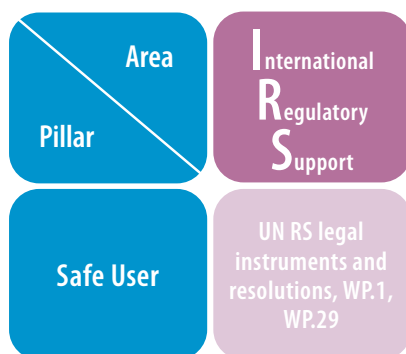 Area
Pillar
International
Regulatory
Support
Safe User
UN RS legal
instruments and
resolutions, WP.1,
WP.29